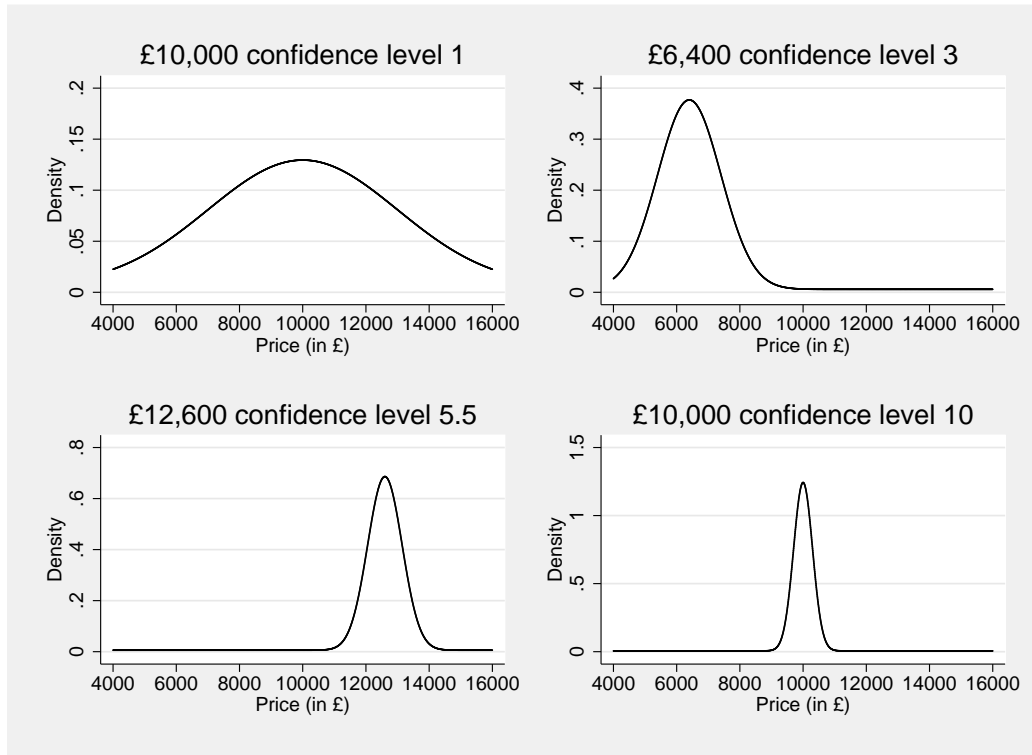 £10,000 confidence level 1
.2
.15
.1
.05
0
Density
4000 6000 8000 10000 12000 14000 16000
Price (in £)
£6,400 confidence level 3
.4
.3
.2
.1
0
Density
4000 6000 8000 10000 12000 14000 16000
Price (in £)
£12,600 confidence level 5.5
.8
.6
.4
.2
0
Density
4000 6000 8000 10000 12000 14000 16000
Price (in £)
£10,000 confidence level 10
1.5
1
.5
0
Density
4000 6000 8000 10000 12000 14000 16000
Price (in £)